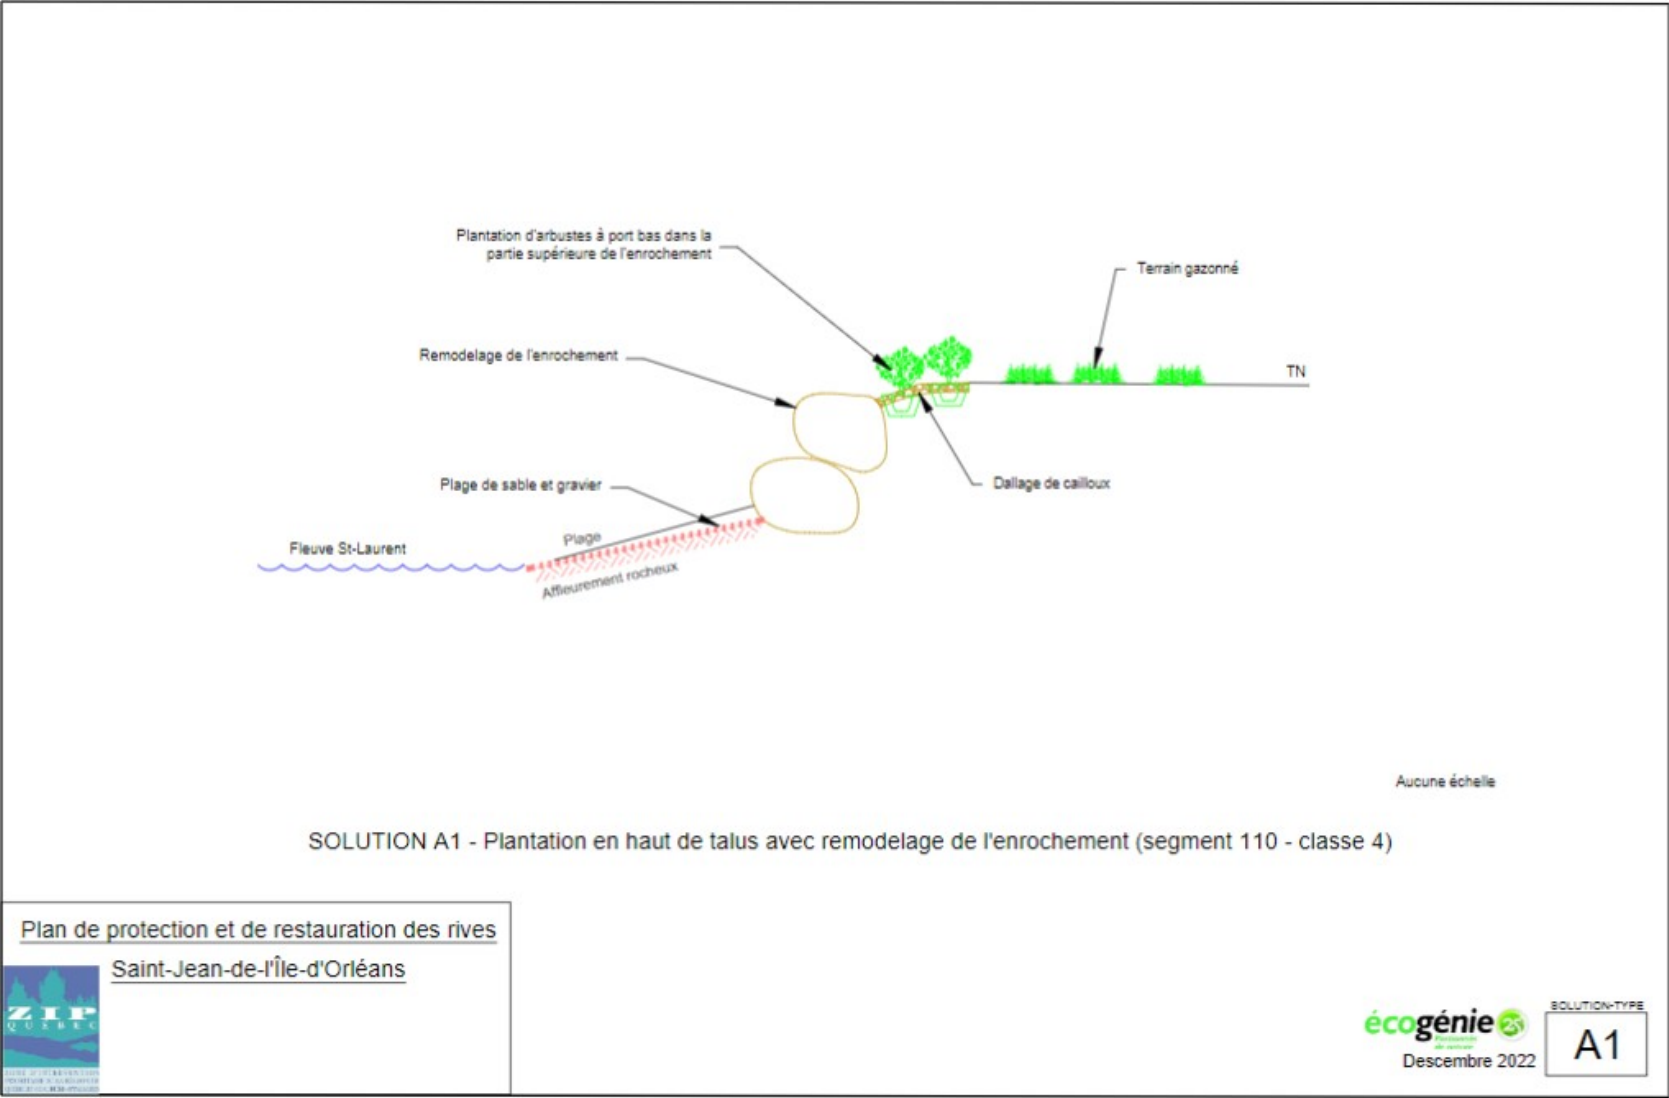 Plantation d'arbustes à port bas dans la
partie supérieure de l'enrochement
Terrain gazonné
Remodelage de l'enrochement
TN
Plage de sable et gravier
Dallage de cailloux
Plage
Fleuve St-Laurent
Affleurement rocheux
Aucune échelle
SOLUTION A1 - Plantation en haut de talus avec remodelage de l'enrochement (segment 110 - classe 4)
Plan de protection et de restauration des rives
Saint-Jean-de-l'Île-d'Orléans
ZIP
QUÉBEC
écogénie 25
SOLUTION-TYPE
A1
Descembre 2022